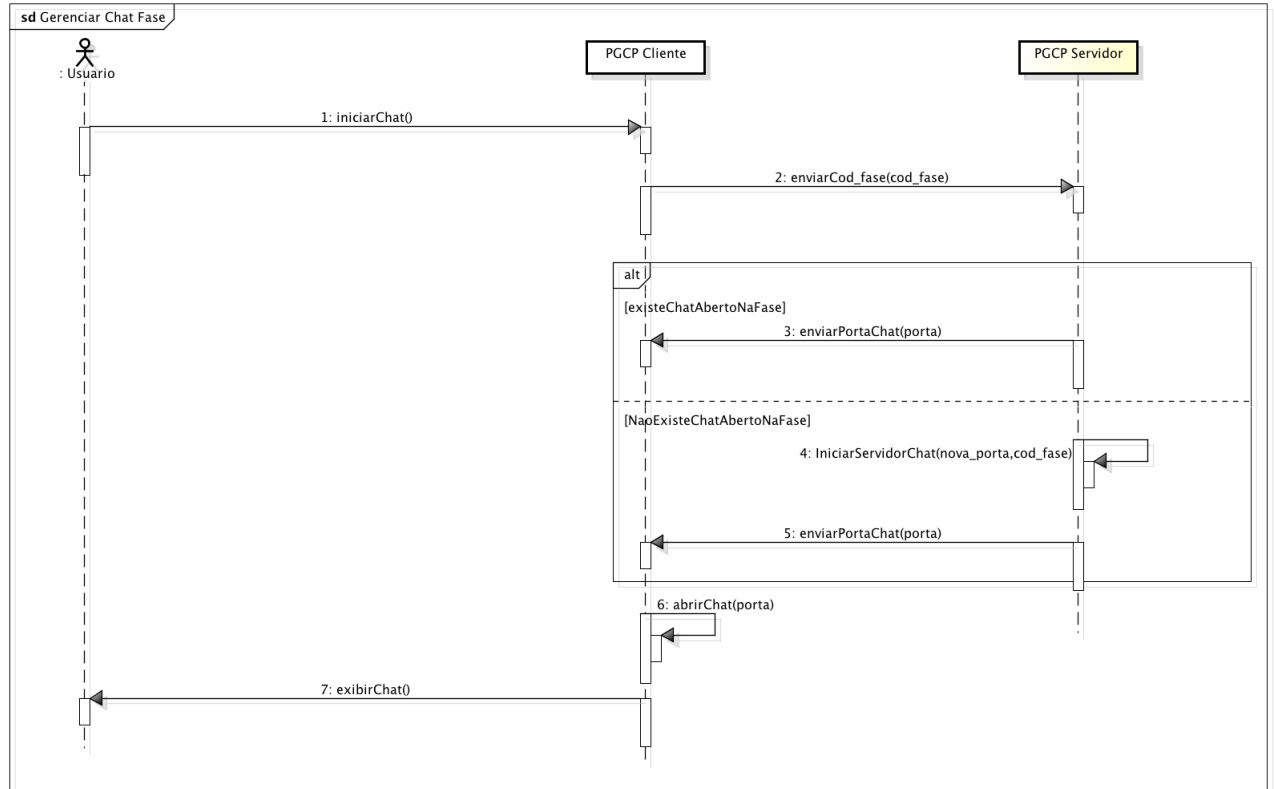 sd Gerenciar Chat Fase
: Usuario
PGCP Cliente
PGCP Servidor
1: iniciarChat()
2: enviarCod_fase(cod_fase)
alt
[existeChatAbertoNaFase]
3: enviarPortaChat(porta)
[NaoExisteChatAbertoNaFase]
4: IniciarServidorChat(nova_porta,cod_fase)
5: enviarPortaChat(porta)
6: abrirChat(porta)
7: exibirChat()